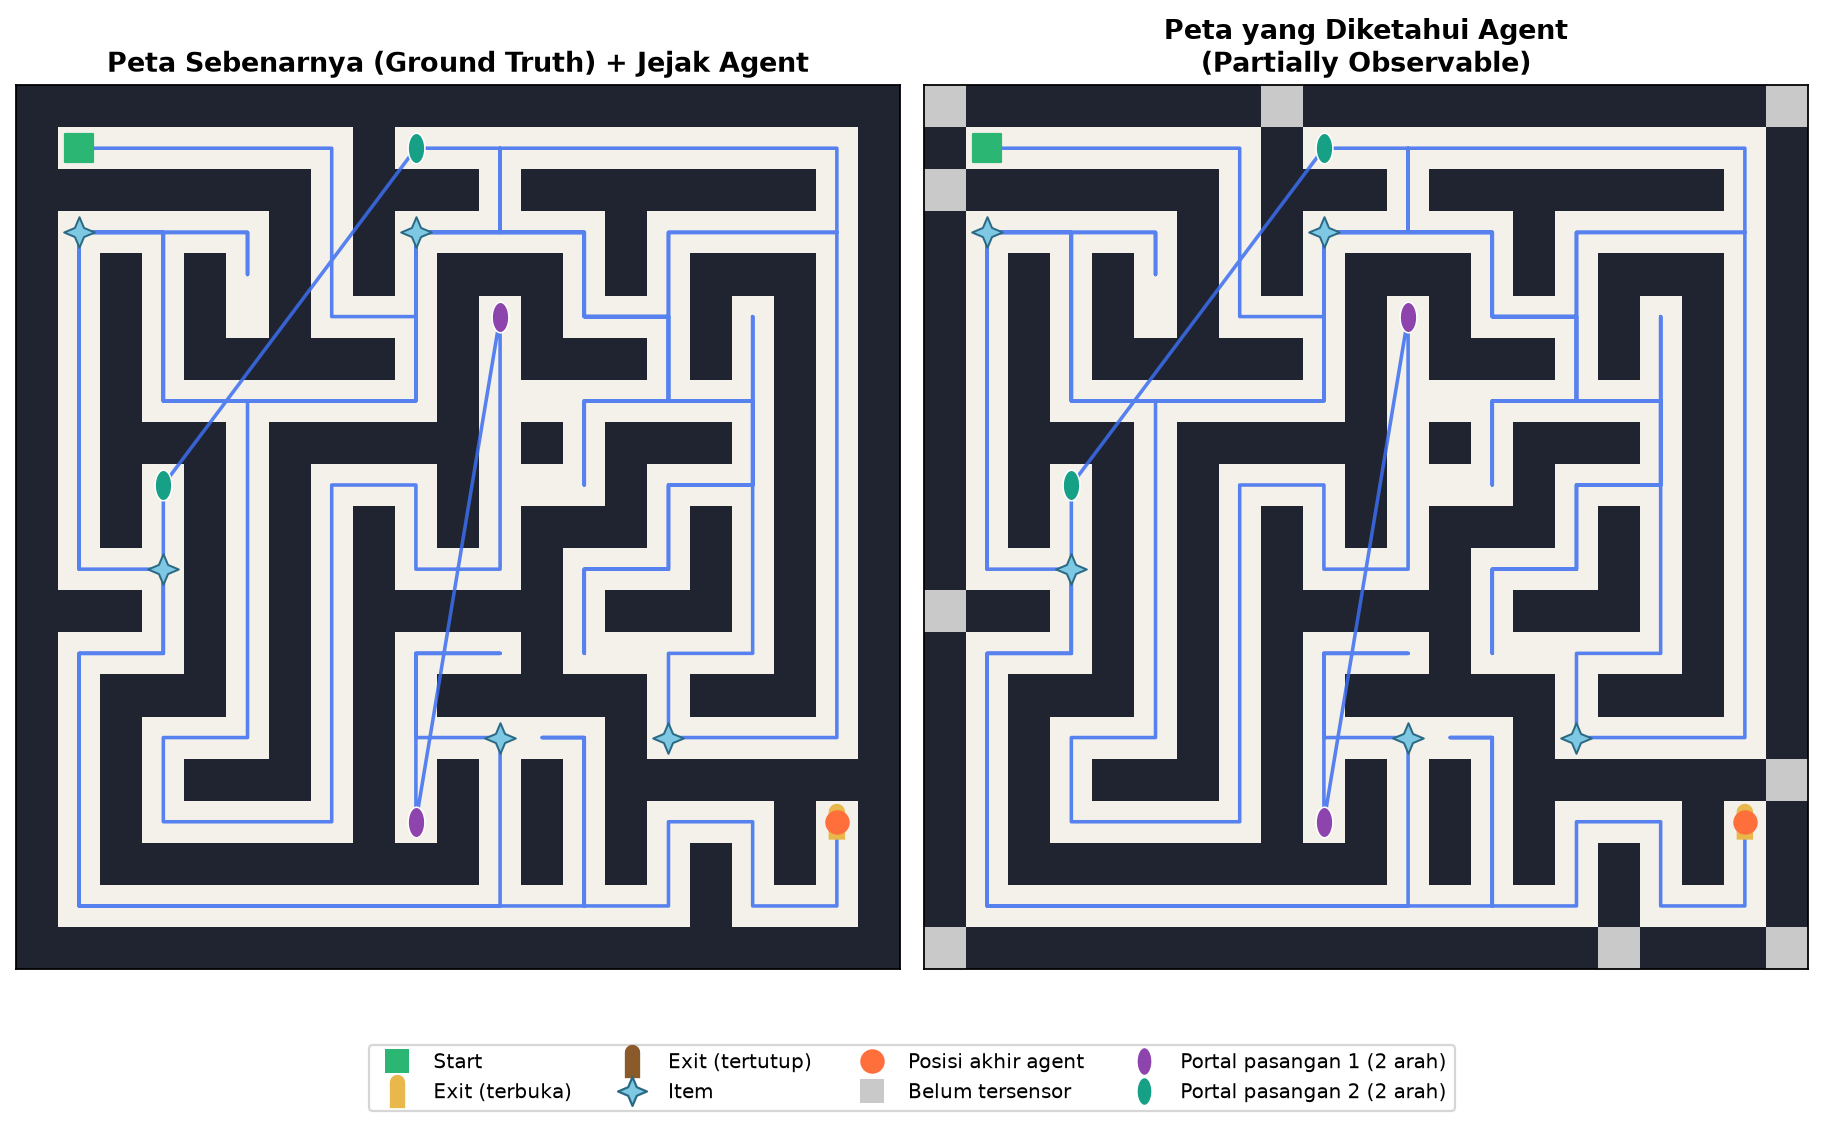 Peta Sebenarnya (Ground Truth) + Jejak Agent
Peta yang Diketahui Agent
(Partially Observable)
Start
Exit (terbuka)
Exit (tertutup)
Item
Posisi akhir agent
Belum tersensor
Portal pasangan 1 (2 arah)
Portal pasangan 2 (2 arah)